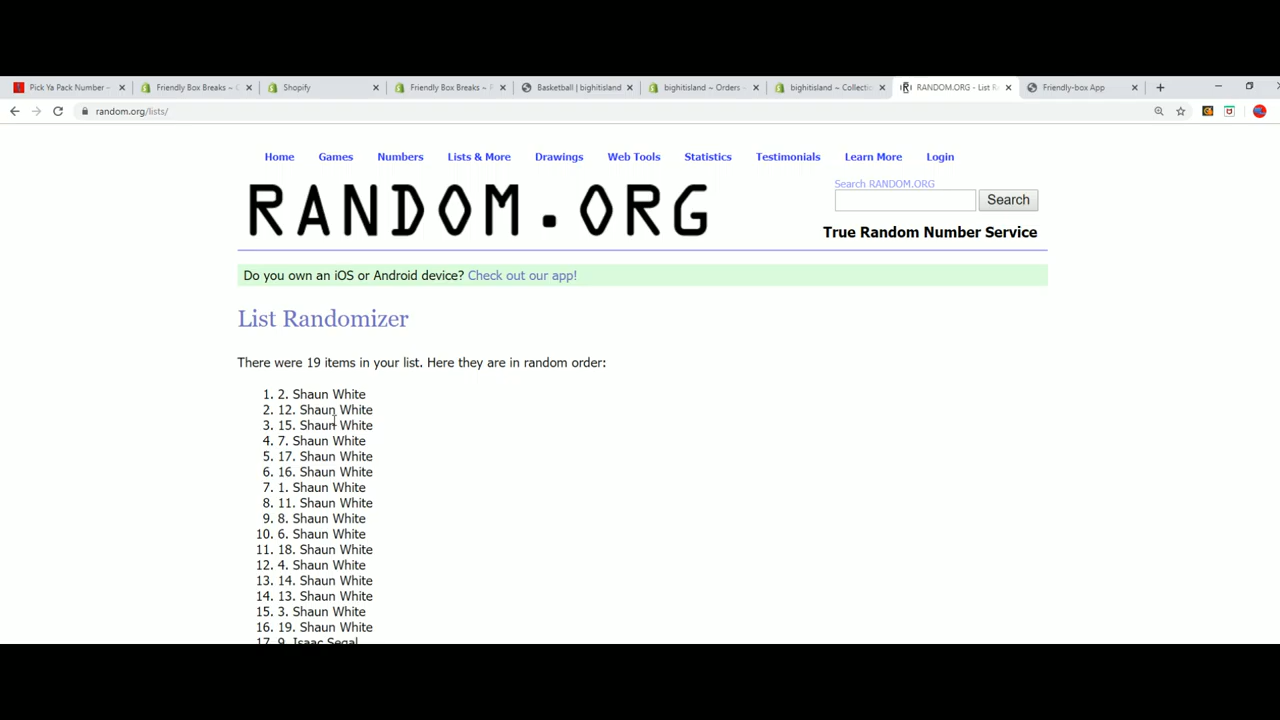 Pick Ya Pack Number -
Friendly Box Breaks ~
Shopify
Friendly Box Breaks ~
Basketball | bighitisland
bighitisland ~ Orders
bighitisland ~ Collectio
RANDOM.ORG - List R
Friendly-box App
random.org/lists/
Home Games Numbers Lists & More Drawings Web Tools Statistics Testimonials Learn More Login
RANDOM.ORG
Search RANDOM.ORG
Search
True Random Number Service
Do you own an iOS or Android device? Check out our app!
List Randomizer
There were 19 items in your list. Here they are in random order:
1. 2. Shaun White
2. 12. Shaun White
3. 15. Shaun White
4. 7. Shaun White
5. 17. Shaun White
6. 16. Shaun White
7. 1. Shaun White
8. 11. Shaun White
9. 8. Shaun White
10. 6. Shaun White
11. 18. Shaun White
12. 4. Shaun White
13. 14. Shaun White
14. 13. Shaun White
15. 3. Shaun White
16. 19. Shaun White
17. 9. Isaac Segal